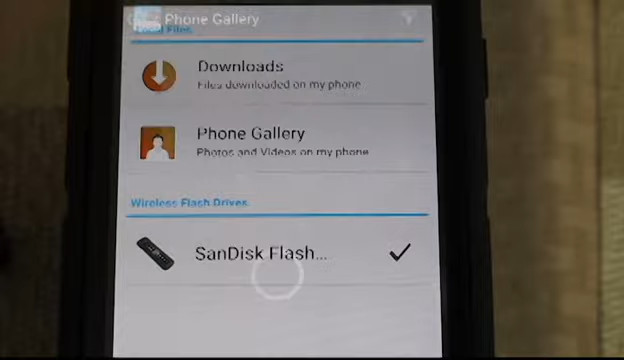 Phone Gallery
Files
Downloads
Files downloaded on my phone
Phone Gallery
Photos and Videos on my phone
Wireless Flash Drives
SanDisk Flash...